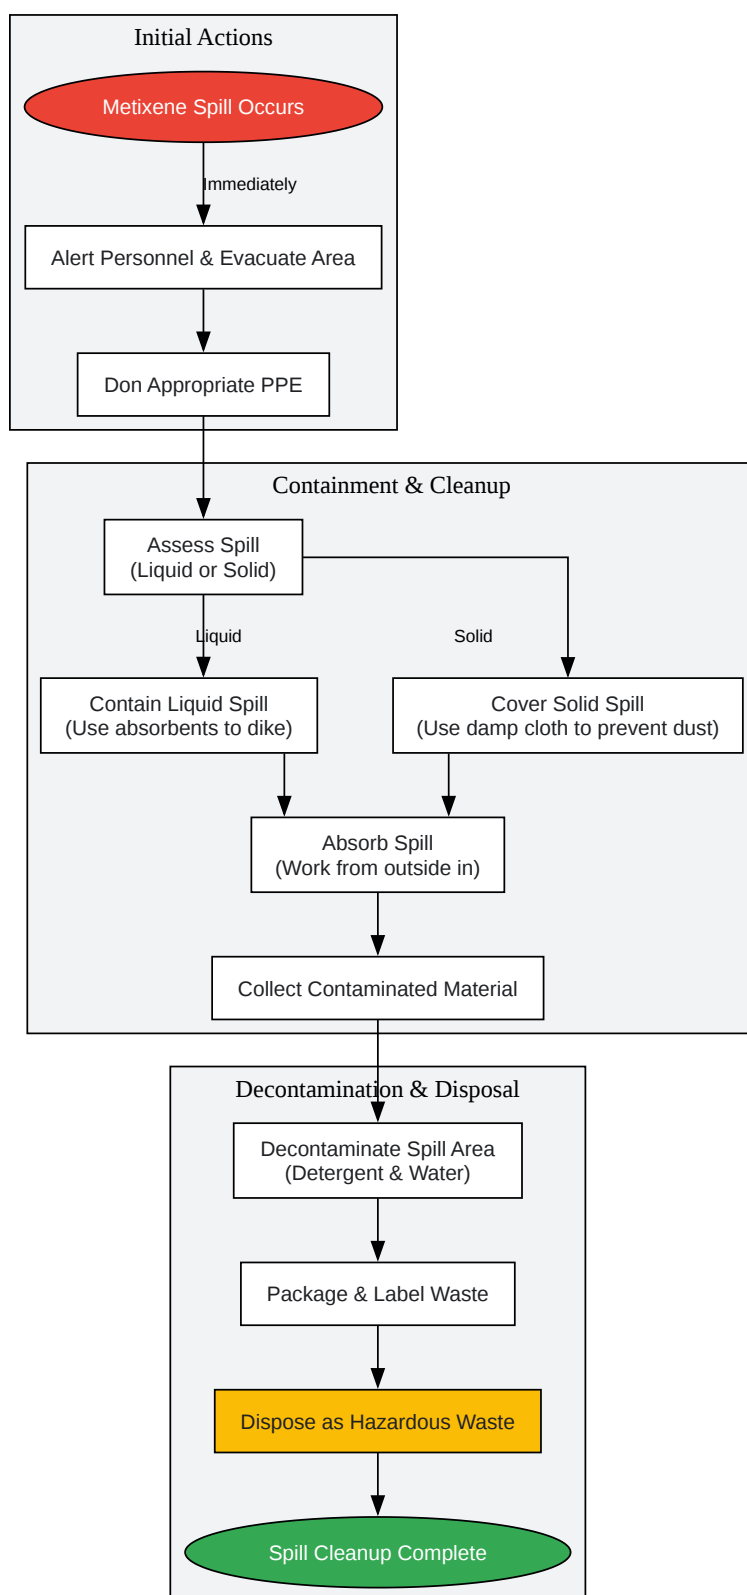 Initial Actions
Metixene Spill Occurs
Immediately
Alert Personnel & Evacuate Area
Don Appropriate PPE
Containment & Cleanup
Assess Spill
(Liquid or Solid)
Liquid
Solid
Contain Liquid Spill
(Use absorbents to dike)
Cover Solid Spill
(Use damp cloth to prevent dust)
Absorb Spill
(Work from outside in)
Collect Contaminated Material
Decontamination & Disposal
Decontaminate Spill Area
(Detergent & Water)
Package & Label Waste
Dispose as Hazardous Waste
Spill Cleanup Complete